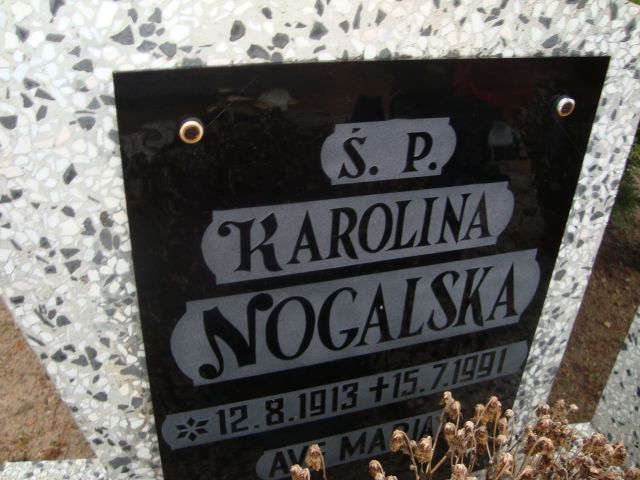 Ś. P.
KAROLINA
NOGALSKA
* 12.8.1913 + 15.7.1991
AVE MARIA